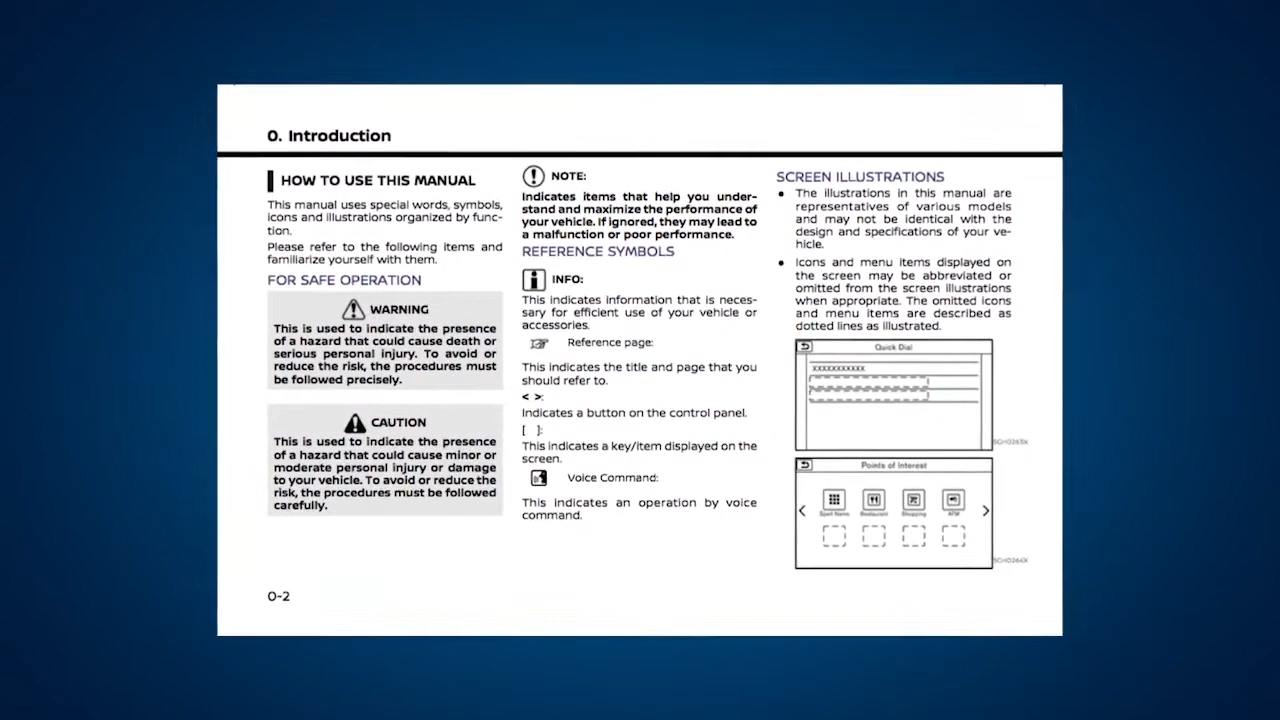 0. Introduction
HOW TO USE THIS MANUAL
This manual uses special words, symbols,
icons and illustrations organized by func-
tion.
Please refer to the following items and
familiarize yourself with them.
FOR SAFE OPERATION
WARNING
This is used to indicate the presence
of a hazard that could cause death or
serious personal injury. To avoid or
reduce the risk, the procedures must
be followed precisely.
CAUTION
This is used to indicate the presence
of a hazard that could cause minor or
moderate personal injury or damage
to your vehicle. To avoid or reduce the
risk, the procedures must be followed
carefully.
NOTE:
Indicates items that help you under-
stand and maximize the performance of
your vehicle. If ignored, they may lead to
a malfunction or poor performance.
REFERENCE SYMBOLS
INFO:
This indicates information that is neces-
sary for efficient use of your vehicle or
accessories.
Reference page:
This indicates the title and page that you
should refer to.
< >:
Indicates a button on the control panel.
[ ]:
This indicates a key/item displayed on the
screen.
Voice Command:
This indicates an operation by voice
command.
SCREEN ILLUSTRATIONS
● The illustrations in this manual are
representatives of various models
and may not be identical with the
design and specifications of your ve-
hicle.
● Icons and menu items displayed on
the screen may be abbreviated or
omitted from the screen illustrations
when appropriate. The omitted icons
and menu items are described as
dotted lines as illustrated.
Quick Dial
XXXXXXXXXXX
5GH0263X
Points of Interest
Spell Name Restaurant Shopping ATM
5GH0264X
0-2